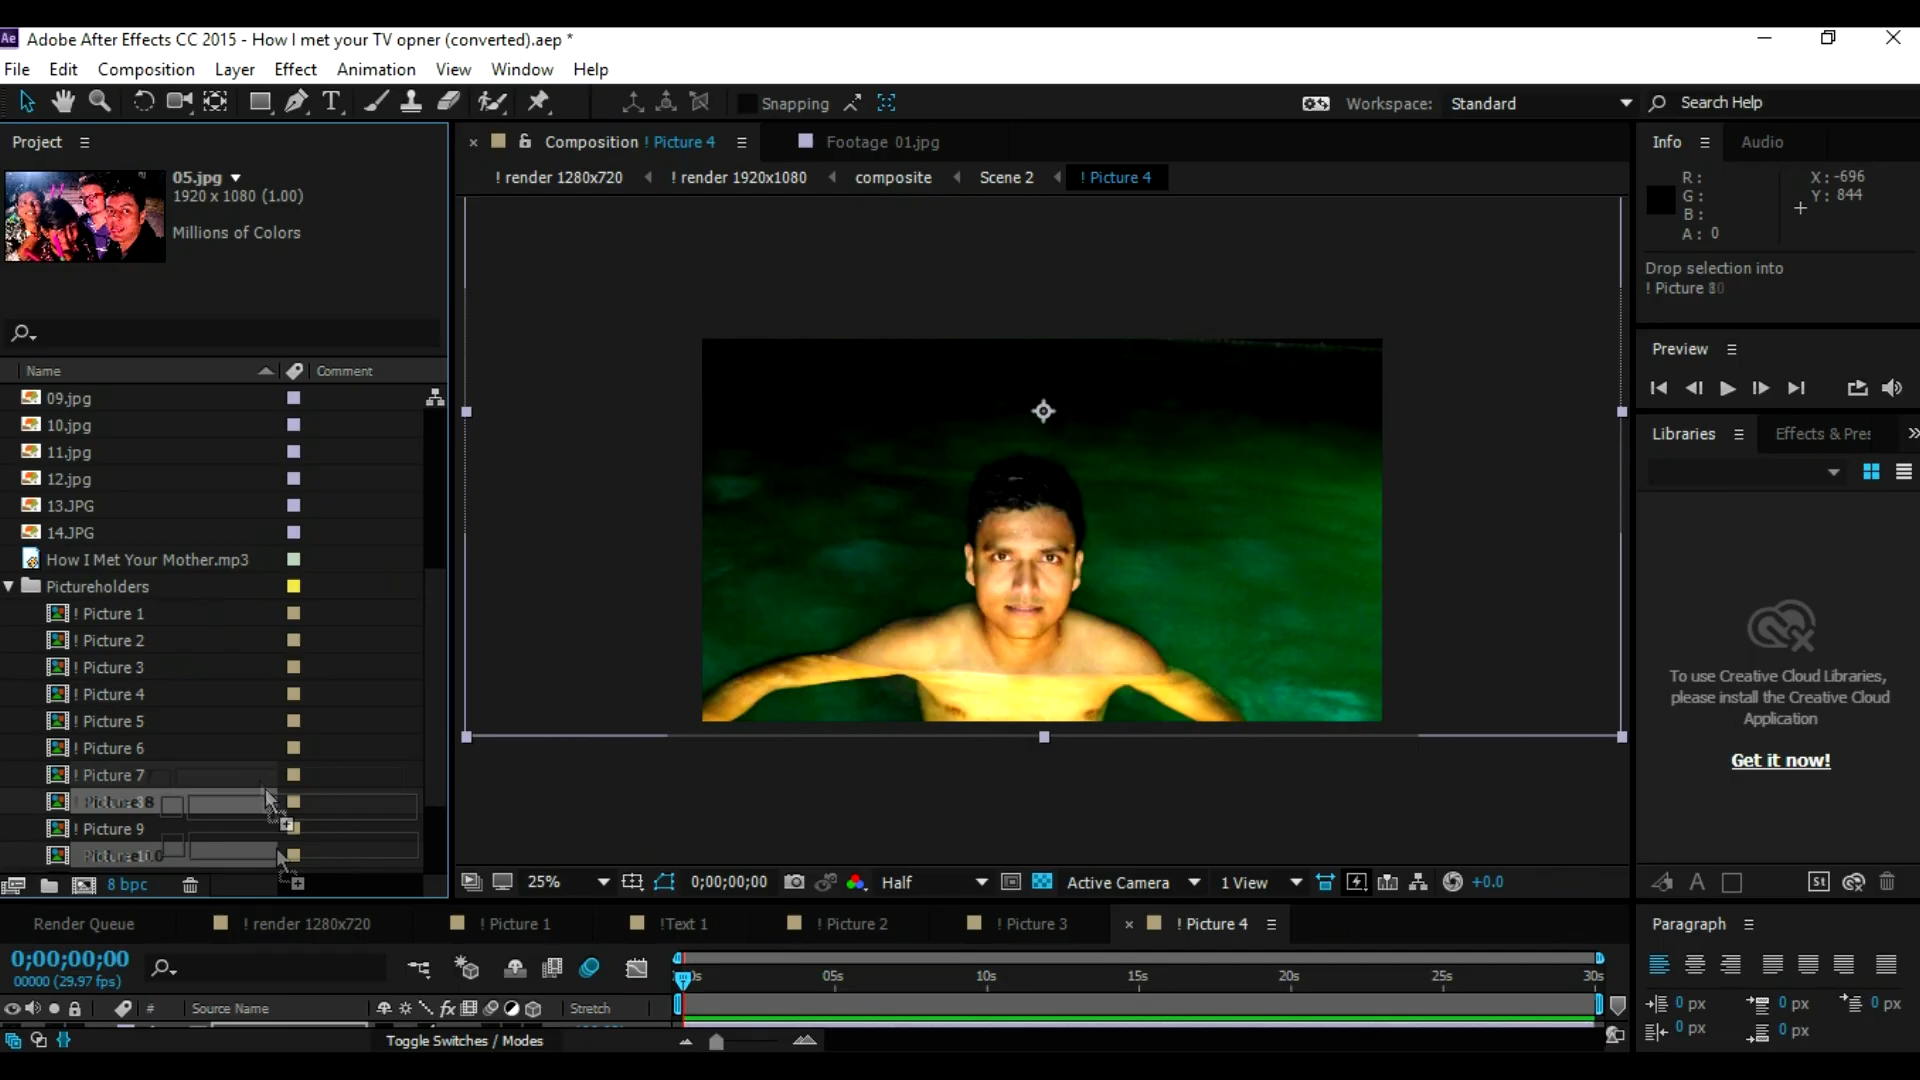 Ae Adobe After Effects CC 2015 - How I met your TV opner (converted).aep *
File Edit Composition Layer Effect Animation View Window Help
Snapping
Workspace: Standard
Search Help
Project
05.jpg
1920 x 1080 (1.00)
Millions of Colors
Name Comment
09.jpg
10.jpg
11.jpg
12.jpg
13.JPG
14.JPG
How I Met Your Mother.mp3
Pictureholders
! Picture 1
! Picture 2
! Picture 3
! Picture 4
! Picture 5
! Picture 6
! Picture 7
! Picture 9
8 bpc
Composition ! Picture 4
Footage 01.jpg
! render 1280x720 ! render 1920x1080 composite Scene 2 ! Picture 4
25% 0;00;00;00 Half Active Camera 1 View +0.0
Info Audio
R:
G:
B:
A: 0
X: -696
Y: 844
Drop selection into
! Picture
Preview
Libraries Effects & Pres
To use Creative Cloud Libraries,
please install the Creative Cloud
Application
Get it now!
St
Render Queue ! render 1280x720 ! Picture 1 !Text 1 ! Picture 2 ! Picture 3 ! Picture 4
0;00;00;00
00000 (29.97 fps)
0s 05s 10s 15s 20s 25s 30s
# Source Name fx Stretch
Toggle Switches / Modes
Paragraph
0 px 0 px 0 px
0 px 0 px